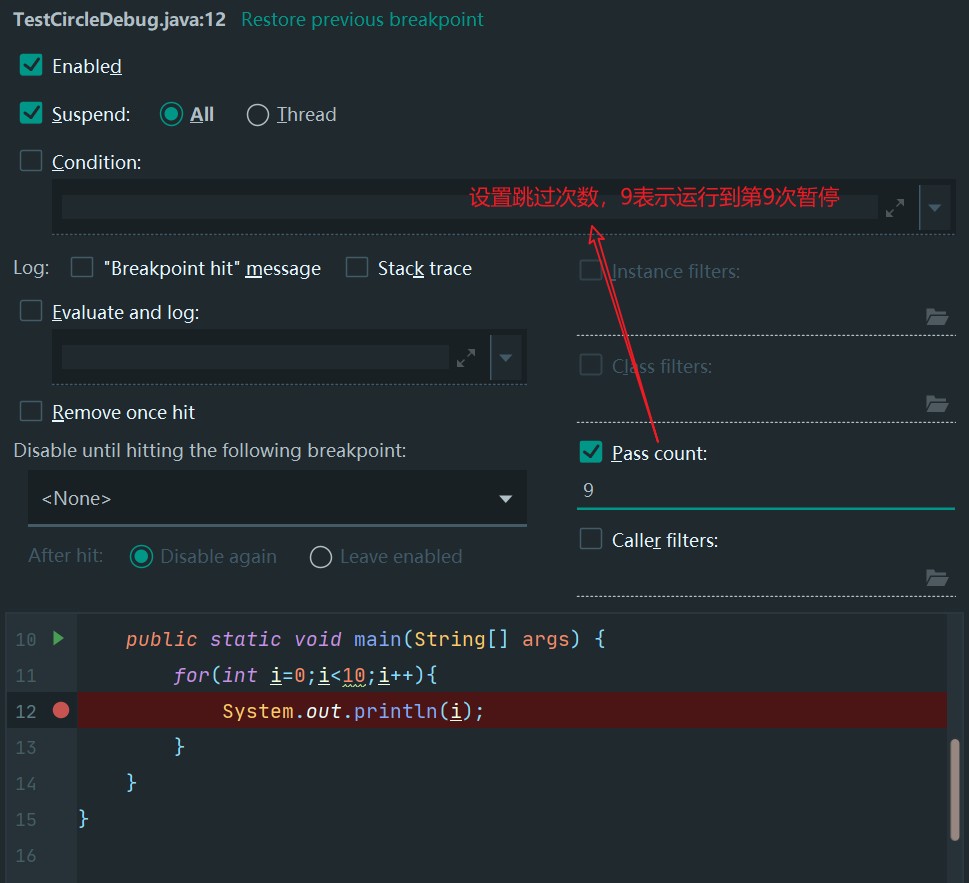 TestCircleDebug.java:12 Restore previous breakpoint
Enabled
Suspend: All Thread
Condition:
设置跳过次数，9表示运行到第9次暂停
Log: "Breakpoint hit" message Stack trace
Instance filters:
Evaluate and log:
Class filters:
Remove once hit
Disable until hitting the following breakpoint:
Pass count:
<None>
9
Caller filters:
After hit: Disable again Leave enabled
10 public static void main(String[] args) {
11 for(int i=0;i<10;i++){
12 System.out.println(i);
13 }
14 }
15 }
16